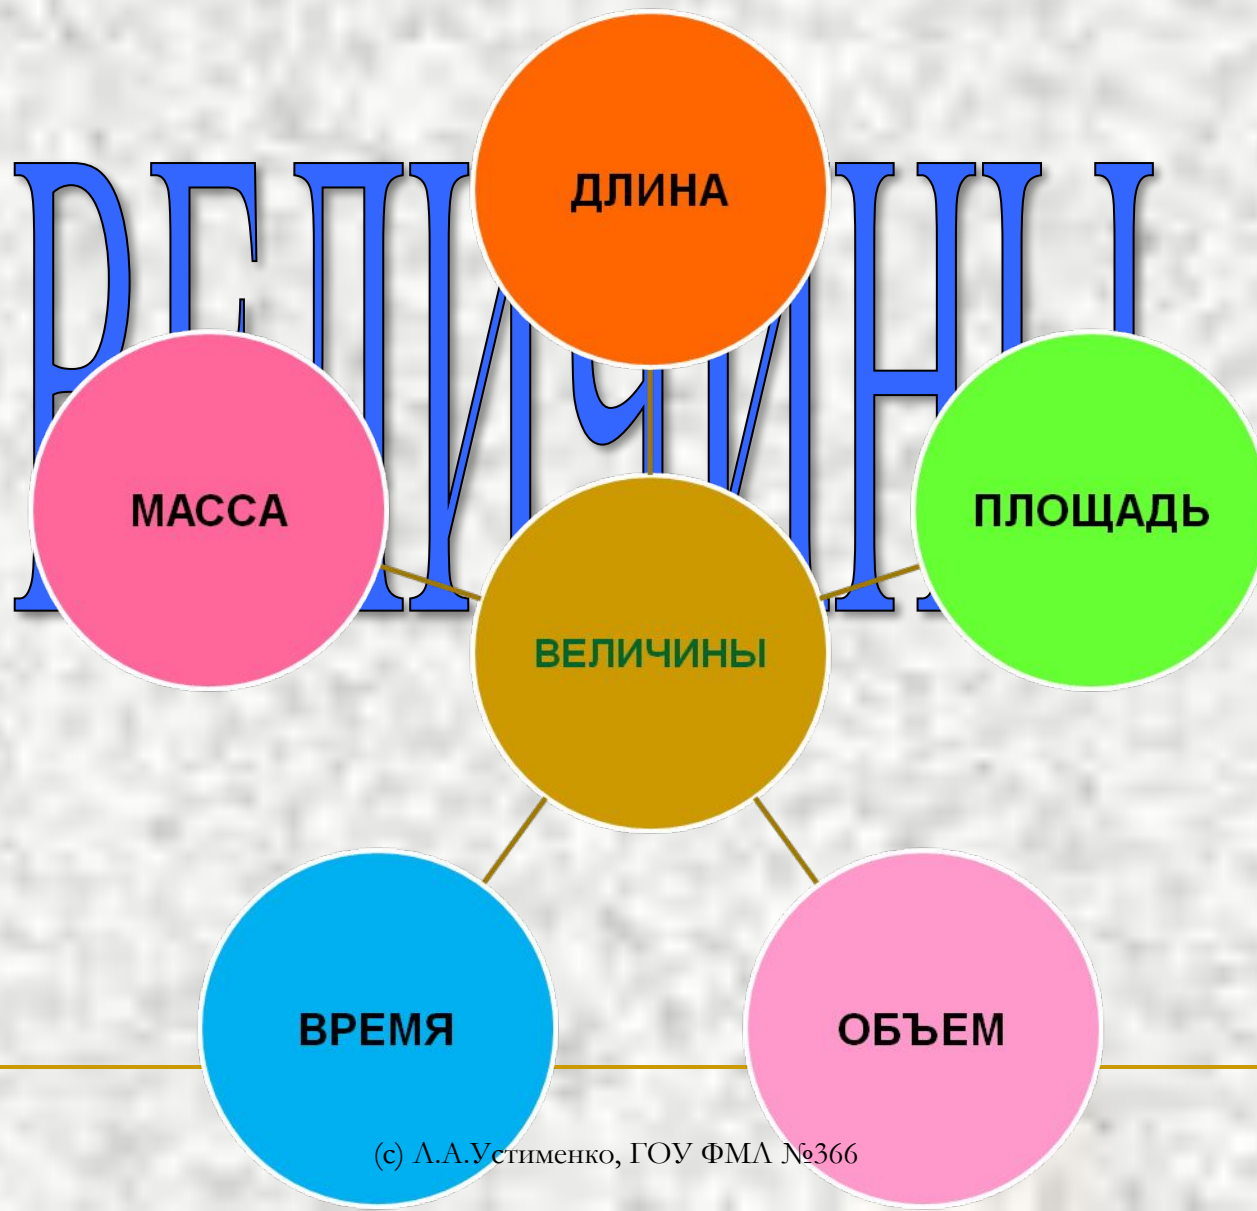 ВЕЛИЧИНЫ
ДЛИНА
МАССА
ПЛОЩАДЬ
ВЕЛИЧИНЫ
ВРЕМЯ
ОБЪЕМ
(c) Л.А.Устименко, ГОУ ФМЛ №366